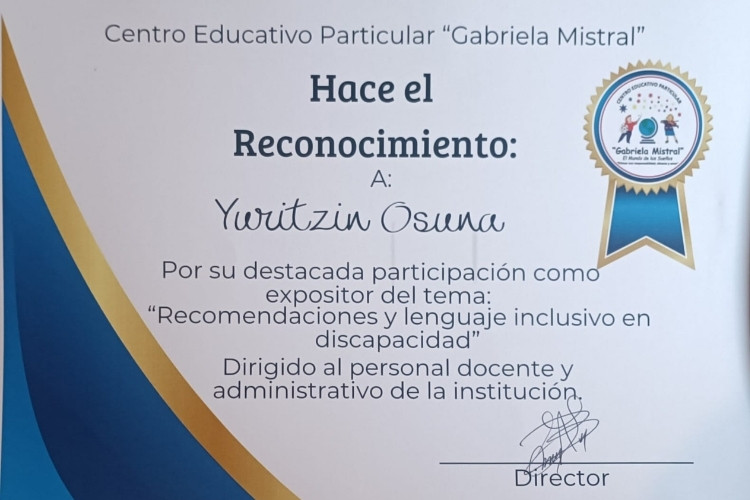 Centro Educativo Particular “Gabriela Mistral”
Hace el
Reconocimiento:
A:
Yuritzin Osuna
CENTRO EDUCATIVO PARTICULAR
"Gabriela Mistral"
El Mundo de los Sueños
Por su destacada participación como
expositor del tema:
“Recomendaciones y lenguaje inclusivo en
discapacidad”
Dirigido al personal docente y
administrativo de la institución.
Director